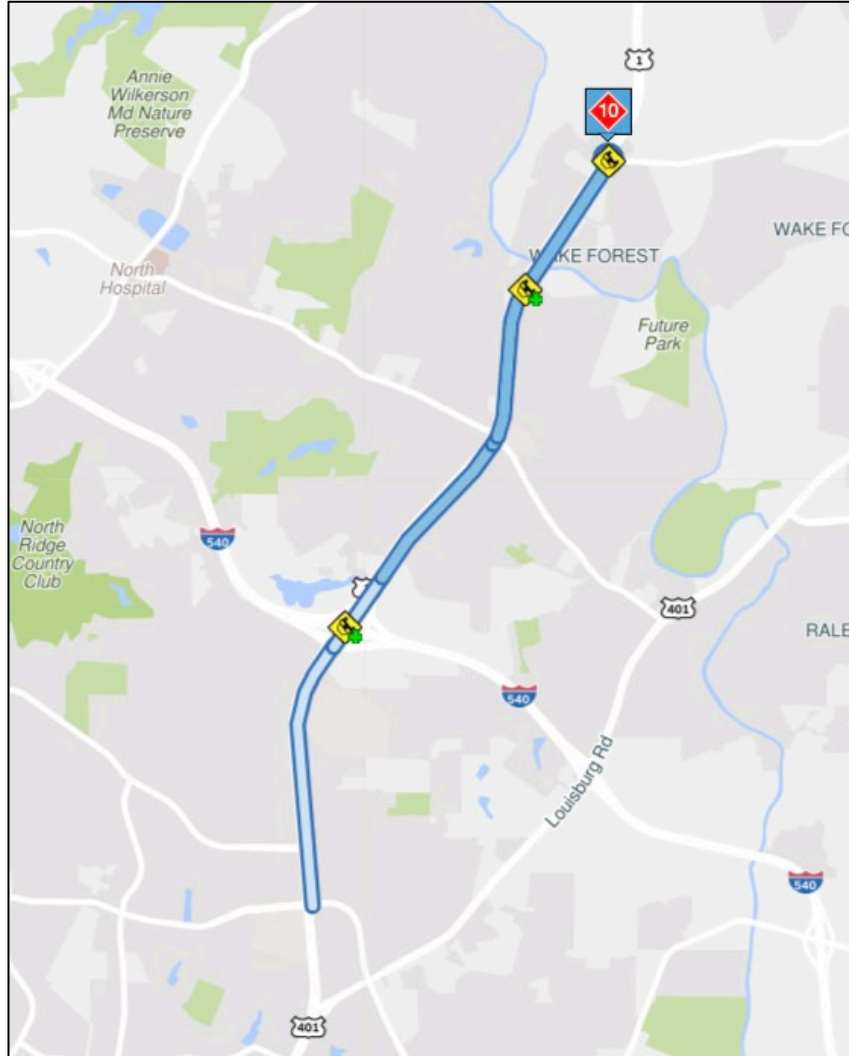 Annie
Wilkerson
Md Nature
Preserve
1
10
WAKE FOREST
WAKE FO
North
Hospital
Future
Park
North
Ridge
Country
Club
540
401
RALE
540
Louisburg Rd
540
401